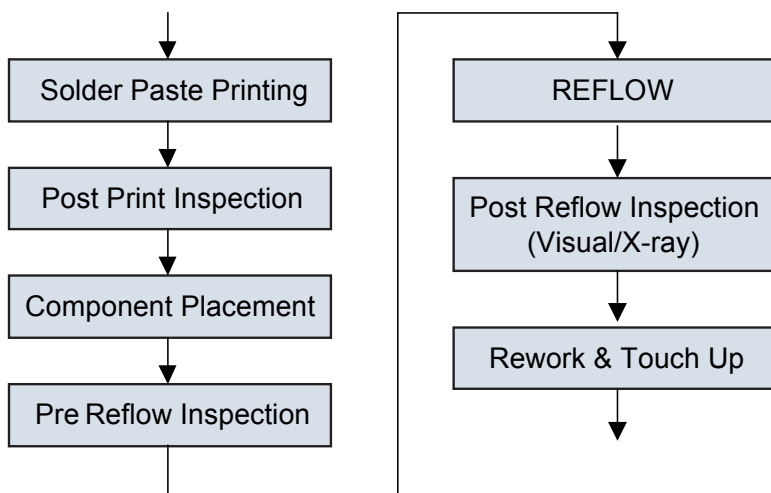 Solder Paste Printing
Post Print Inspection
Component Placement
Pre Reflow Inspection
REFLOW
Post Reflow Inspection
(Visual/X-ray)
Rework & Touch Up